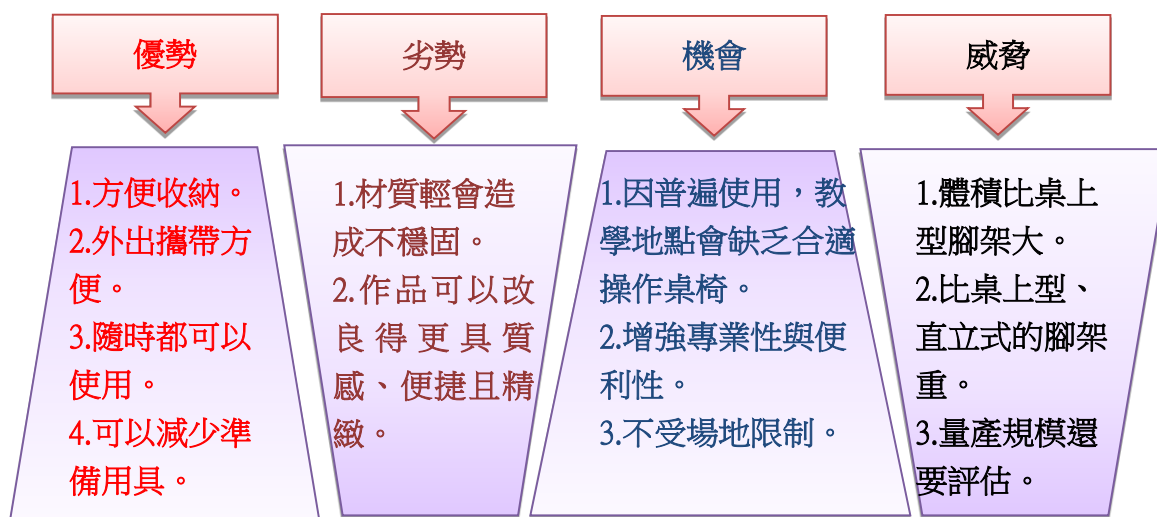 優勢
1.方便收納。
2.外出攜帶方
便。
3.隨時都可以
使用。
4.可以減少準
備用具。
劣勢
1.材質輕會造
成不穩固。
2.作品可以改
良得更具質
感、便捷且精
緻。
機會
1.因普遍使用，教
學地點會缺乏合適
操作桌椅。
2.增強專業性與便
利性。
3.不受場地限制。
威脅
1.體積比桌上
型腳架大。
2.比桌上型、
直立式的腳架
重。
3.量產規模還
要評估。